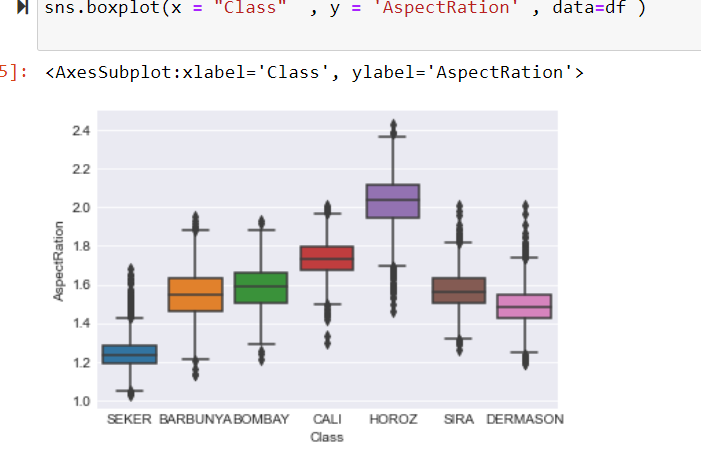 sns.boxplot(x = "Class"  , y = 'AspectRation' , data=df )
5]: <AxesSubplot:xlabel='Class', ylabel='AspectRation'>
2.4
2.2
2.0
1.8
1.6
1.4
1.2
1.0
AspectRation
SEKER BARBUNYA BOMBAY CALI HOROZ SIRA DERMASON
Class